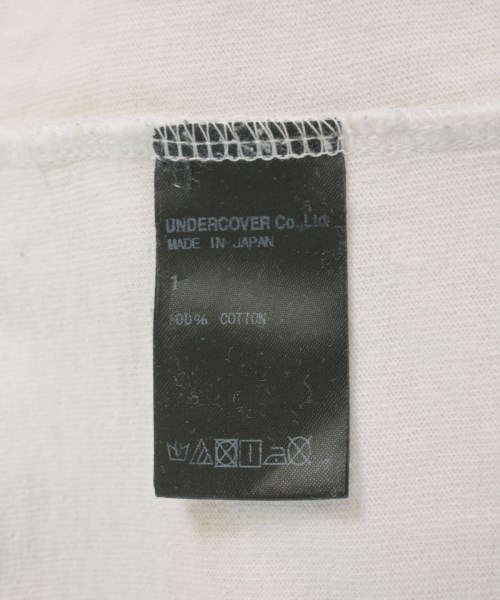 UNDERCOVER Co.,Ltd.
MADE IN JAPAN
1
100% COTTON